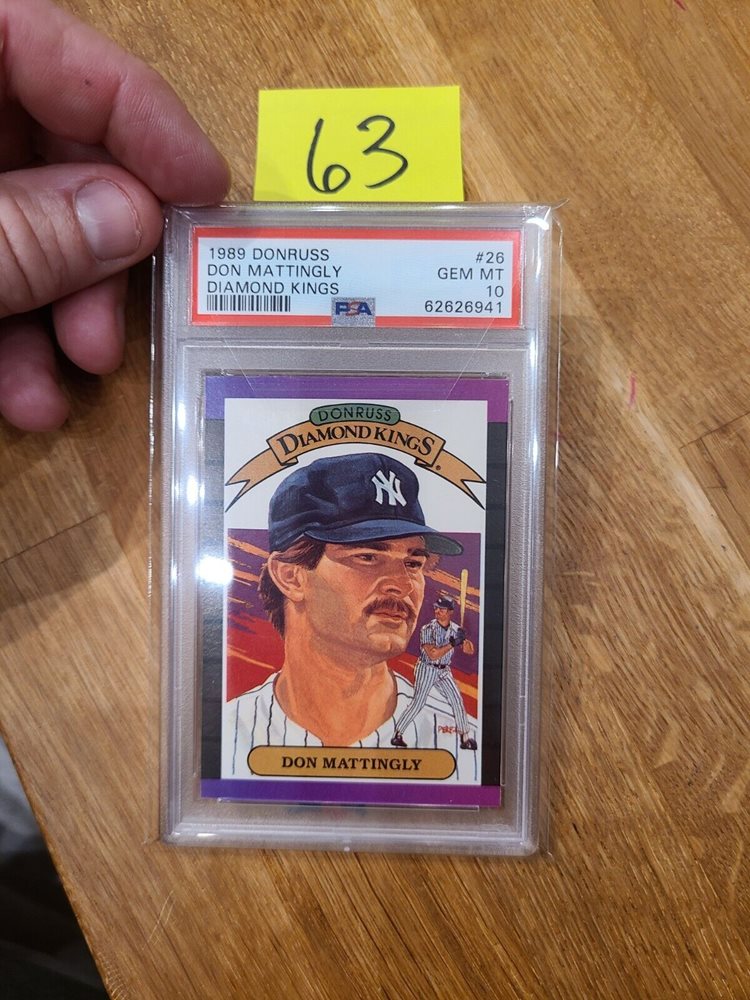 63
1989 DONRUSS #26
DON MATTINGLY GEM MT
DIAMOND KINGS 10
PSA 62626941
DONRUSS
DIAMOND KINGS®
NY
DON MATTINGLY